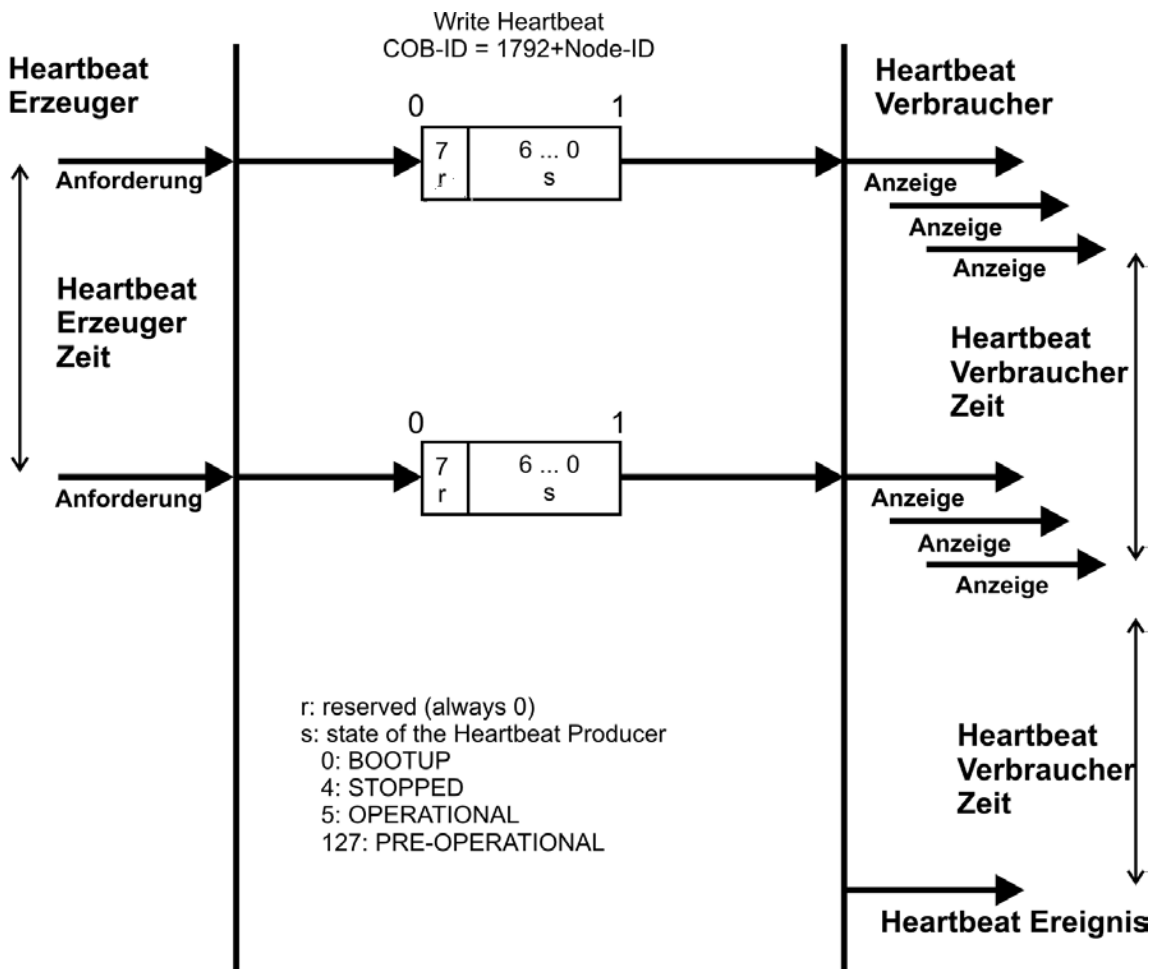 Write Heartbeat
COB-ID = 1792+Node-ID
Heartbeat
Erzeuger
Heartbeat
Verbraucher
0 1
7 6 ... 0
r s
Anforderung
Anzeige
Anzeige
Anzeige
Heartbeat
Erzeuger
Zeit
Heartbeat
Verbraucher
Zeit
0 1
7 6 ... 0
r s
Anforderung
Anzeige
Anzeige
Anzeige
r: reserved (always 0)
s: state of the Heartbeat Producer
0: BOOTUP
4: STOPPED
5: OPERATIONAL
127: PRE-OPERATIONAL
Heartbeat
Verbraucher
Zeit
Heartbeat Ereignis